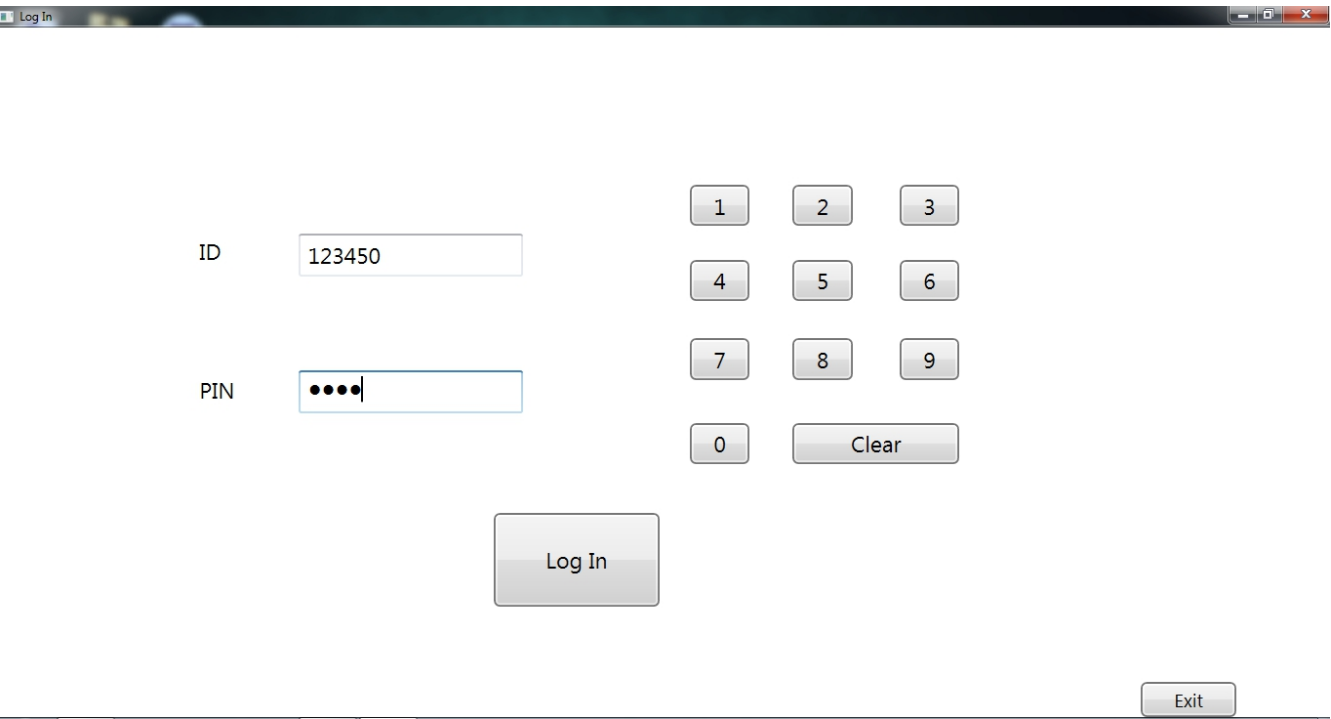 Log In
1 2 3
ID 123450
4 5 6
7 8 9
PIN ●●●●
0 Clear
Log In
Exit